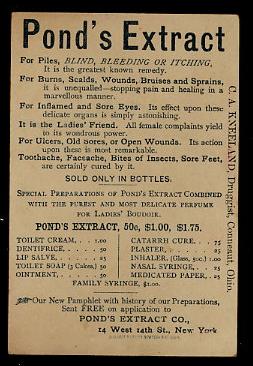 Pond's Extract
For Piles, BLIND, BLEEDING OR ITCHING,
It is the greatest known remedy.
For Burns, Scalds, Wounds, Bruises and Sprains,
it is unequalled—stopping pain and healing in a
marvellous manner.
For Inflamed and Sore Eyes. Its effect upon these
delicate organs is simply astonishing.
It is the Ladies' Friend. All female complaints yield
to its wondrous power.
For Ulcers, Old Sores, or Open Wounds. Its action
upon these is most remarkable.
Toothache, Faceache, Bites of Insects, Sore Feet,
are certainly cured by it.
SOLD ONLY IN BOTTLES.
SPECIAL PREPARATIONS OF POND'S EXTRACT COMBINED
WITH THE PUREST AND MOST DELICATE PERFUME
FOR LADIES' BOUDOIR.
POND'S EXTRACT, 50c, $1.00, $1.75.
TOILET CREAM, . . 1.00
DENTIFRICE, . . 50
LIP SALVE, . . 25
TOILET SOAP (3 Cakes,) 50
OINTMENT, . . . 50
CATARRH CURE, . . 75
PLASTER, . . . 25
INHALER, (Glass, 50c.) 1.00
NASAL SYRINGE, . . 25
MEDICATED PAPER, . 25
FAMILY SYRINGE, $1.00.
Our New Pamphlet with history of our Preparations,
Sent FREE on application to
POND'S EXTRACT CO.,
14 West 14th St., New York
C. A. KNEELAND, Druggist, Conneaut, Ohio.